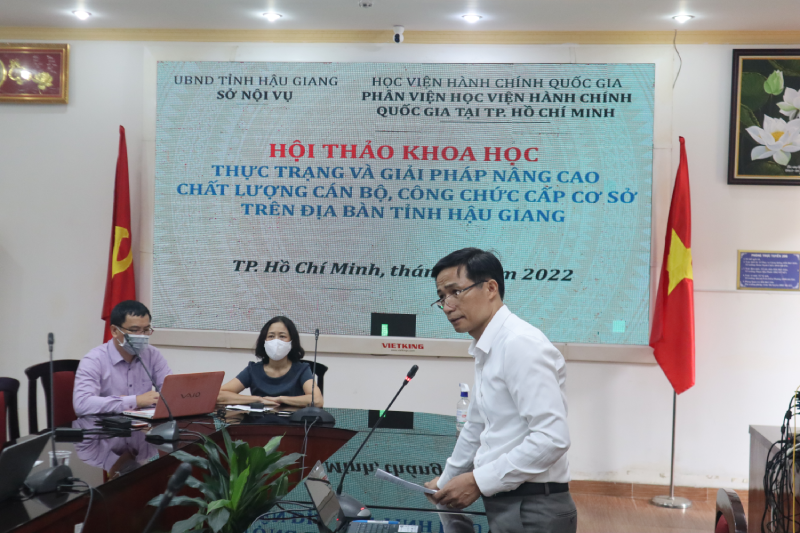 UBND TỈNH HẬU GIANG
SỞ NỘI VỤ
HỌC VIỆN HÀNH CHÍNH QUỐC GIA
PHÂN VIỆN HỌC VIỆN HÀNH CHÍNH
QUỐC GIA TẠI TP. HỒ CHÍ MINH
HỘI THẢO KHOA HỌC
THỰC TRẠNG VÀ GIẢI PHÁP NÂNG CAO
CHẤT LƯỢNG CÁN BỘ, CÔNG CHỨC CẤP CƠ SỞ
TRÊN ĐỊA BÀN TỈNH HẬU GIANG
TP. Hồ Chí Minh, thán m 2022
VIETKING
VAIO
Minh, tháng